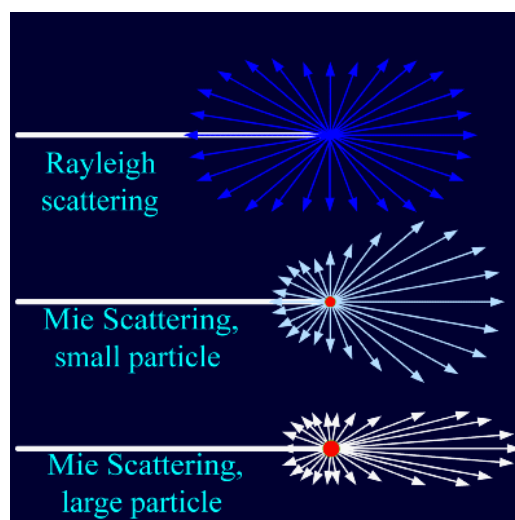 Rayleigh
scattering
Mie Scattering,
small particle
Mie Scattering,
large particle